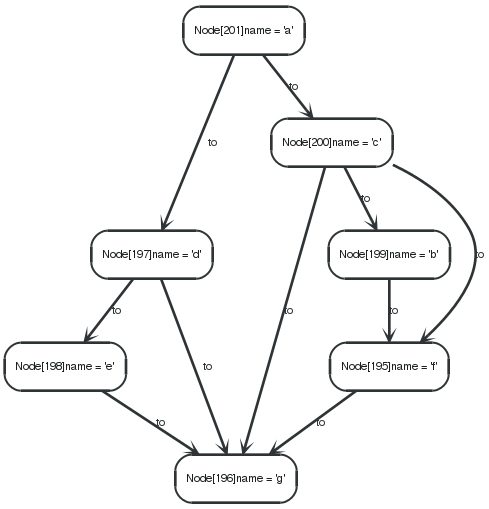 Node[201]name = 'a'
to
to
Node[200]name = 'c'
to
Node[197]name = 'd'
Node[199]name = 'b'
to
to
to
to
to
Node[198]name = 'e'
to
Node[195]name = 'f'
to
to
Node[196]name = 'g'